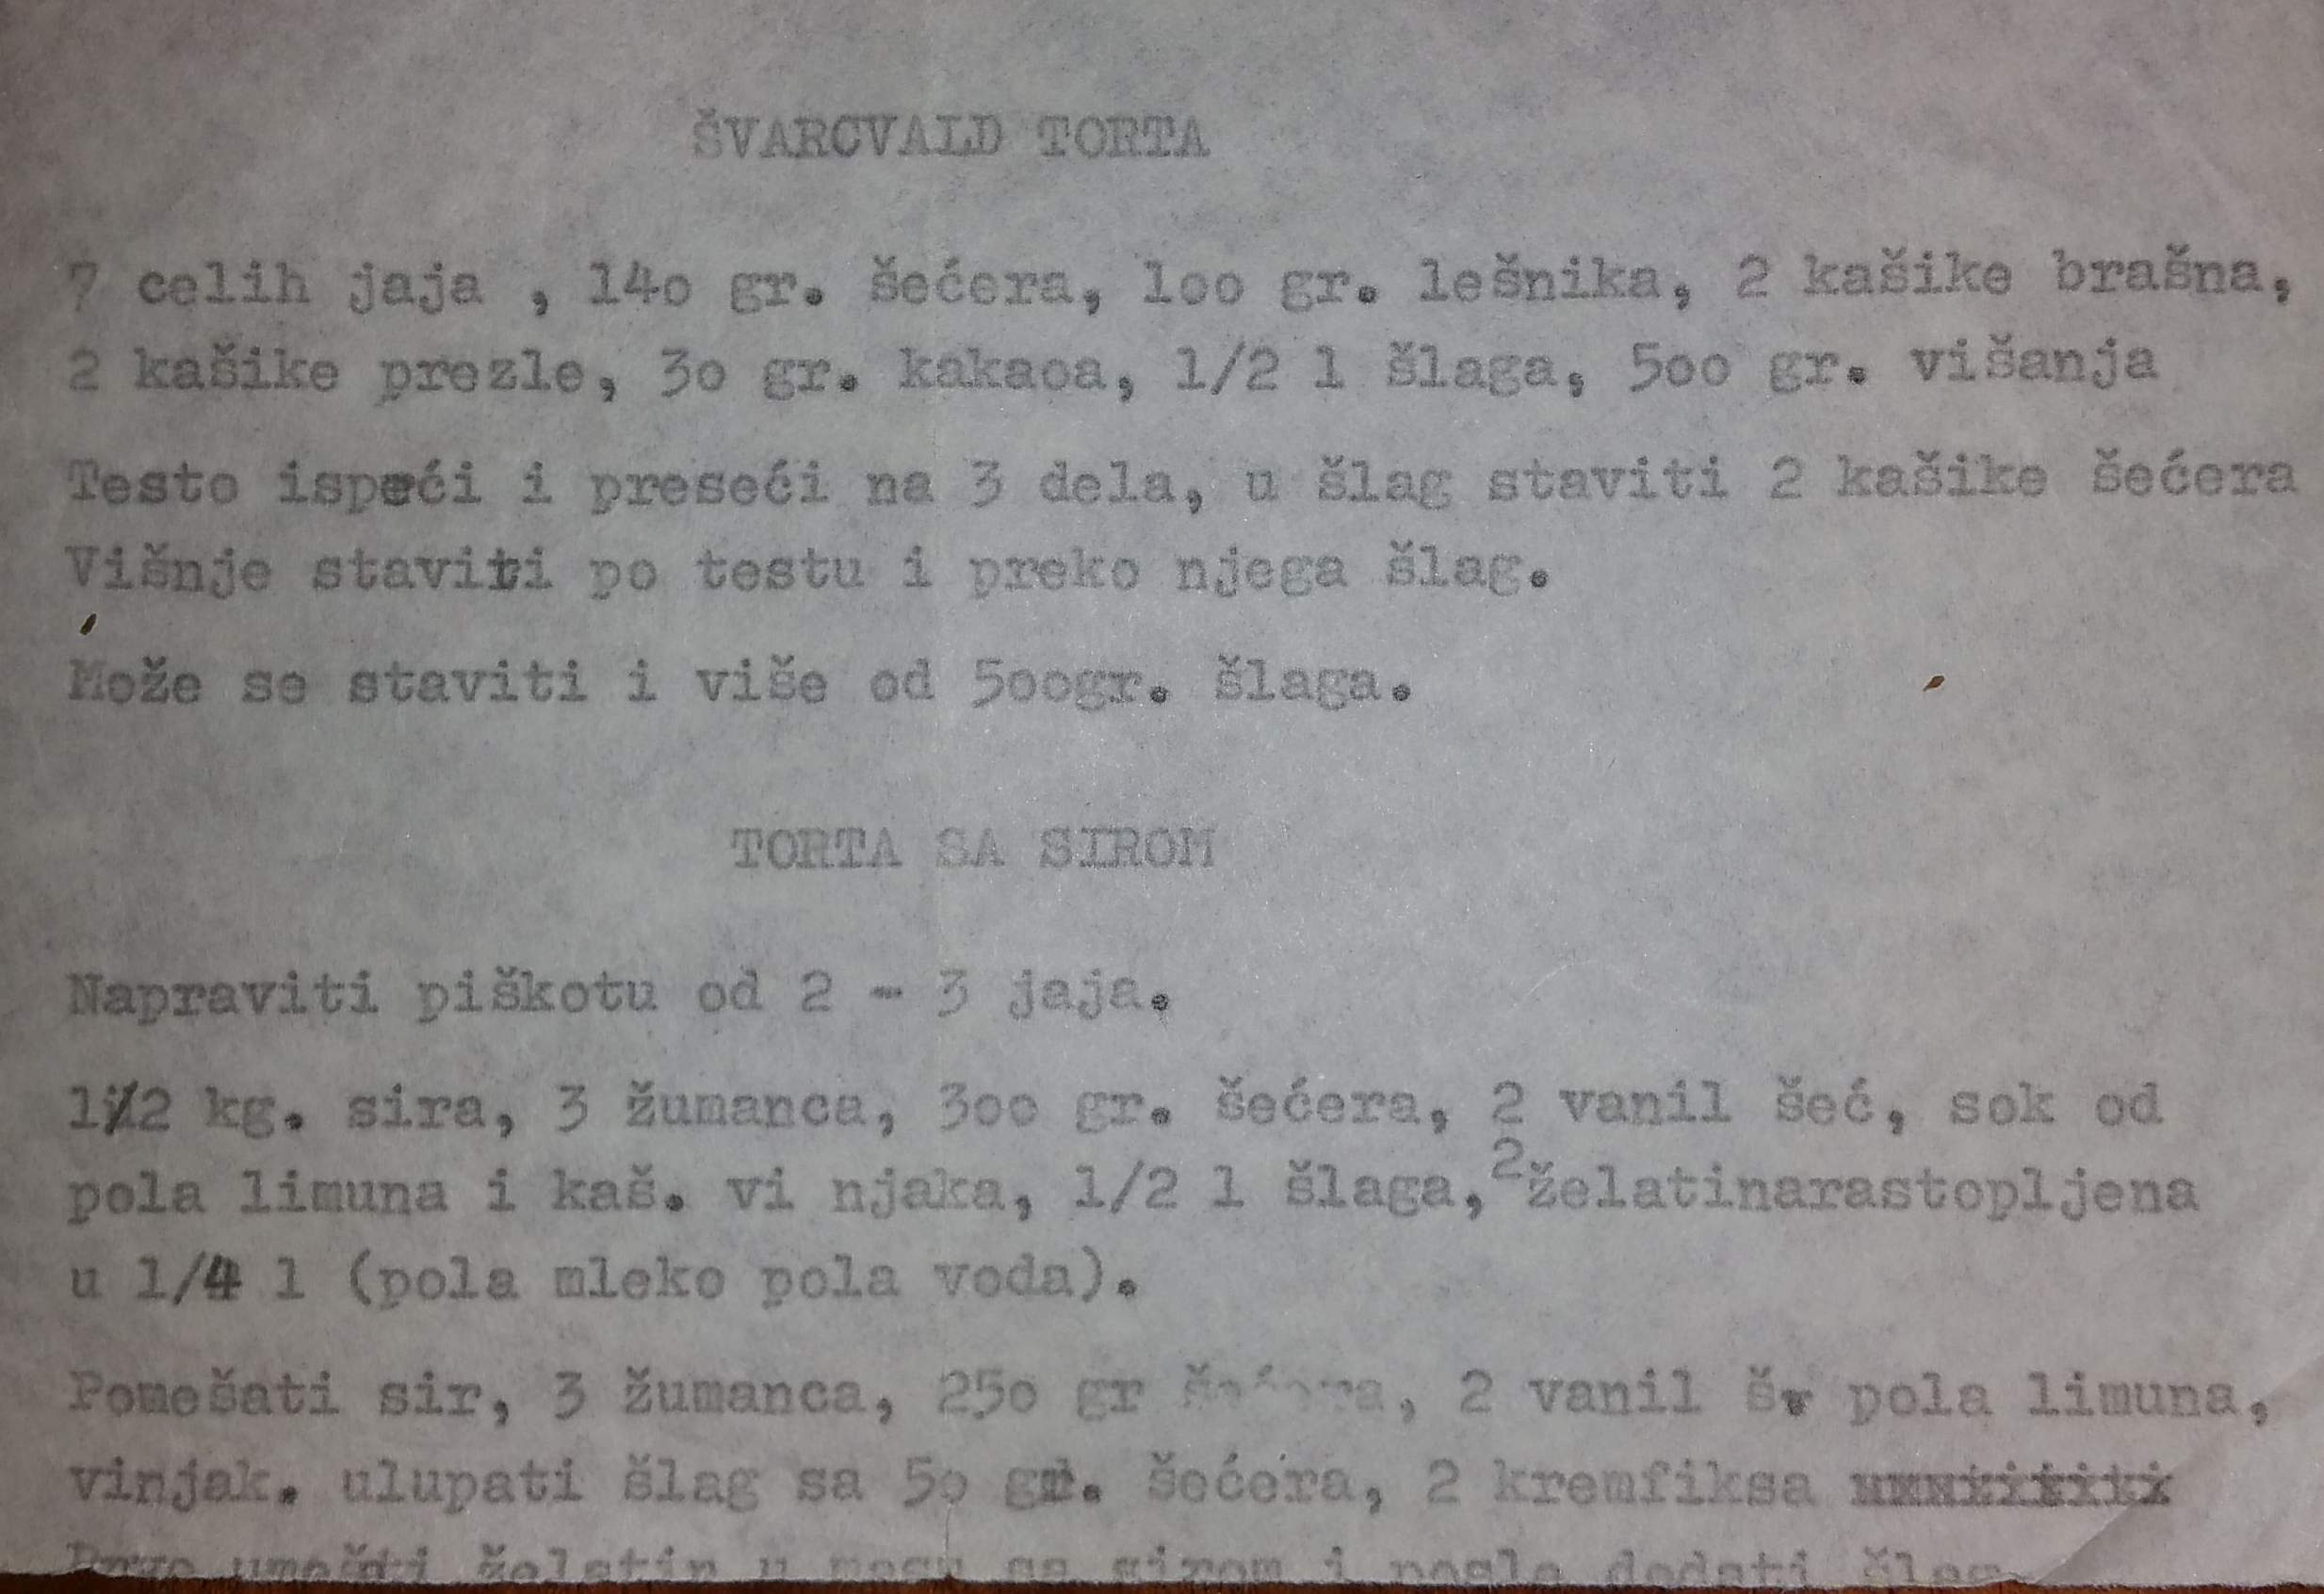 ŠVARCVALD TORTA
7 celih jaja , 14o gr. šećera, loo gr. lešnika, 2 kašike brašna,
2 kašike prezle, 3o gr. kakaoa, 1/2 l šlaga, 5oo gr. višanja
Testo ispeći i preseći na 3 dela, u šlag staviti 2 kašike šećera
Višnje staviti po testu i preko njega šlag.
Može se staviti i više od 5oogr. šlaga.
TORTA SA SIROM
Napraviti piškotu od 2 - 3 jaja.
1/2 kg. sira, 3 žumanca, 3oo gr. šećera, 2 vanil šeć, sok od
pola limuna i kaš. vi njaka, 1/2 l šlaga, 2 želatinarastopljena
u 1/4 l (pola mleko pola voda).
Pomešati sir, 3 žumanca, 25o gr šećera, 2 vanil š. pola limuna,
vinjak. ulupati šlag sa 5o gr. šećera, 2 kremfiksa
Prvo umešti želatin u masu sa sirom i posle dodati šlag